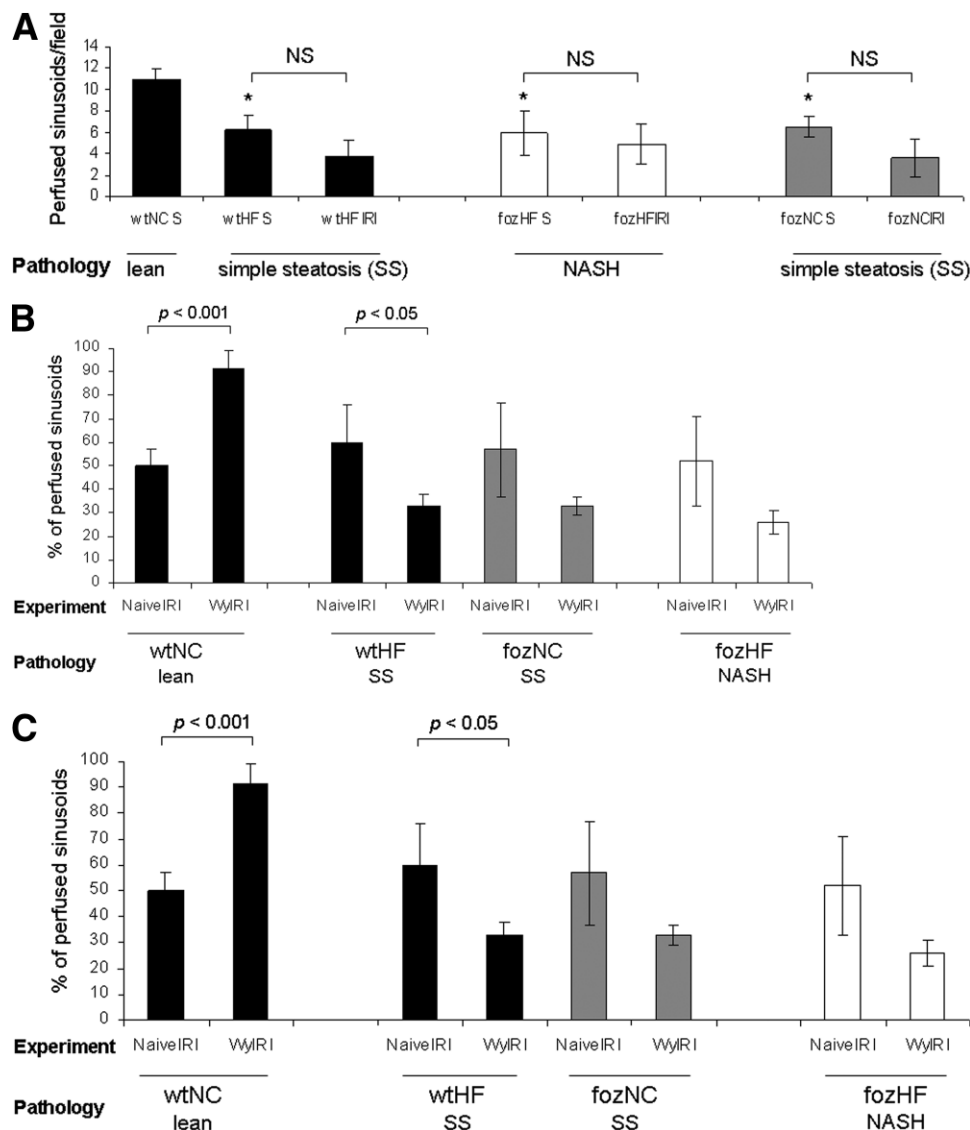 A
Perfused sinusoids/field
14
12
10
8
6
4
2
0
NS
NS
NS
*
*
*
wtNC S
wtHF S
wtHF IRI
fozHF S
fozHFIRI
fozNC S
fozNCIRI
Pathology
lean
simple steatosis (SS)
NASH
simple steatosis (SS)
B
p < 0.001
p < 0.05
% of perfused sinusoids
100
90
80
70
60
50
40
30
20
10
0
Experiment
NaiveIRI
WyIRI
NaiveIRI
WyIRI
NaiveIRI
WyIRI
NaiveIRI
WyIRI
Pathology
wtNC
lean
wtHF
SS
fozNC
SS
fozHF
NASH
C
p < 0.001
p < 0.05
% of perfused sinusoids
100
90
80
70
60
50
40
30
20
10
0
Experiment
NaiveIRI
WyIRI
NaiveIRI
WyIRI
NaiveIRI
WyIRI
NaiveIRI
WyIRI
Pathology
wtNC
lean
wtHF
SS
fozNC
SS
fozHF
NASH